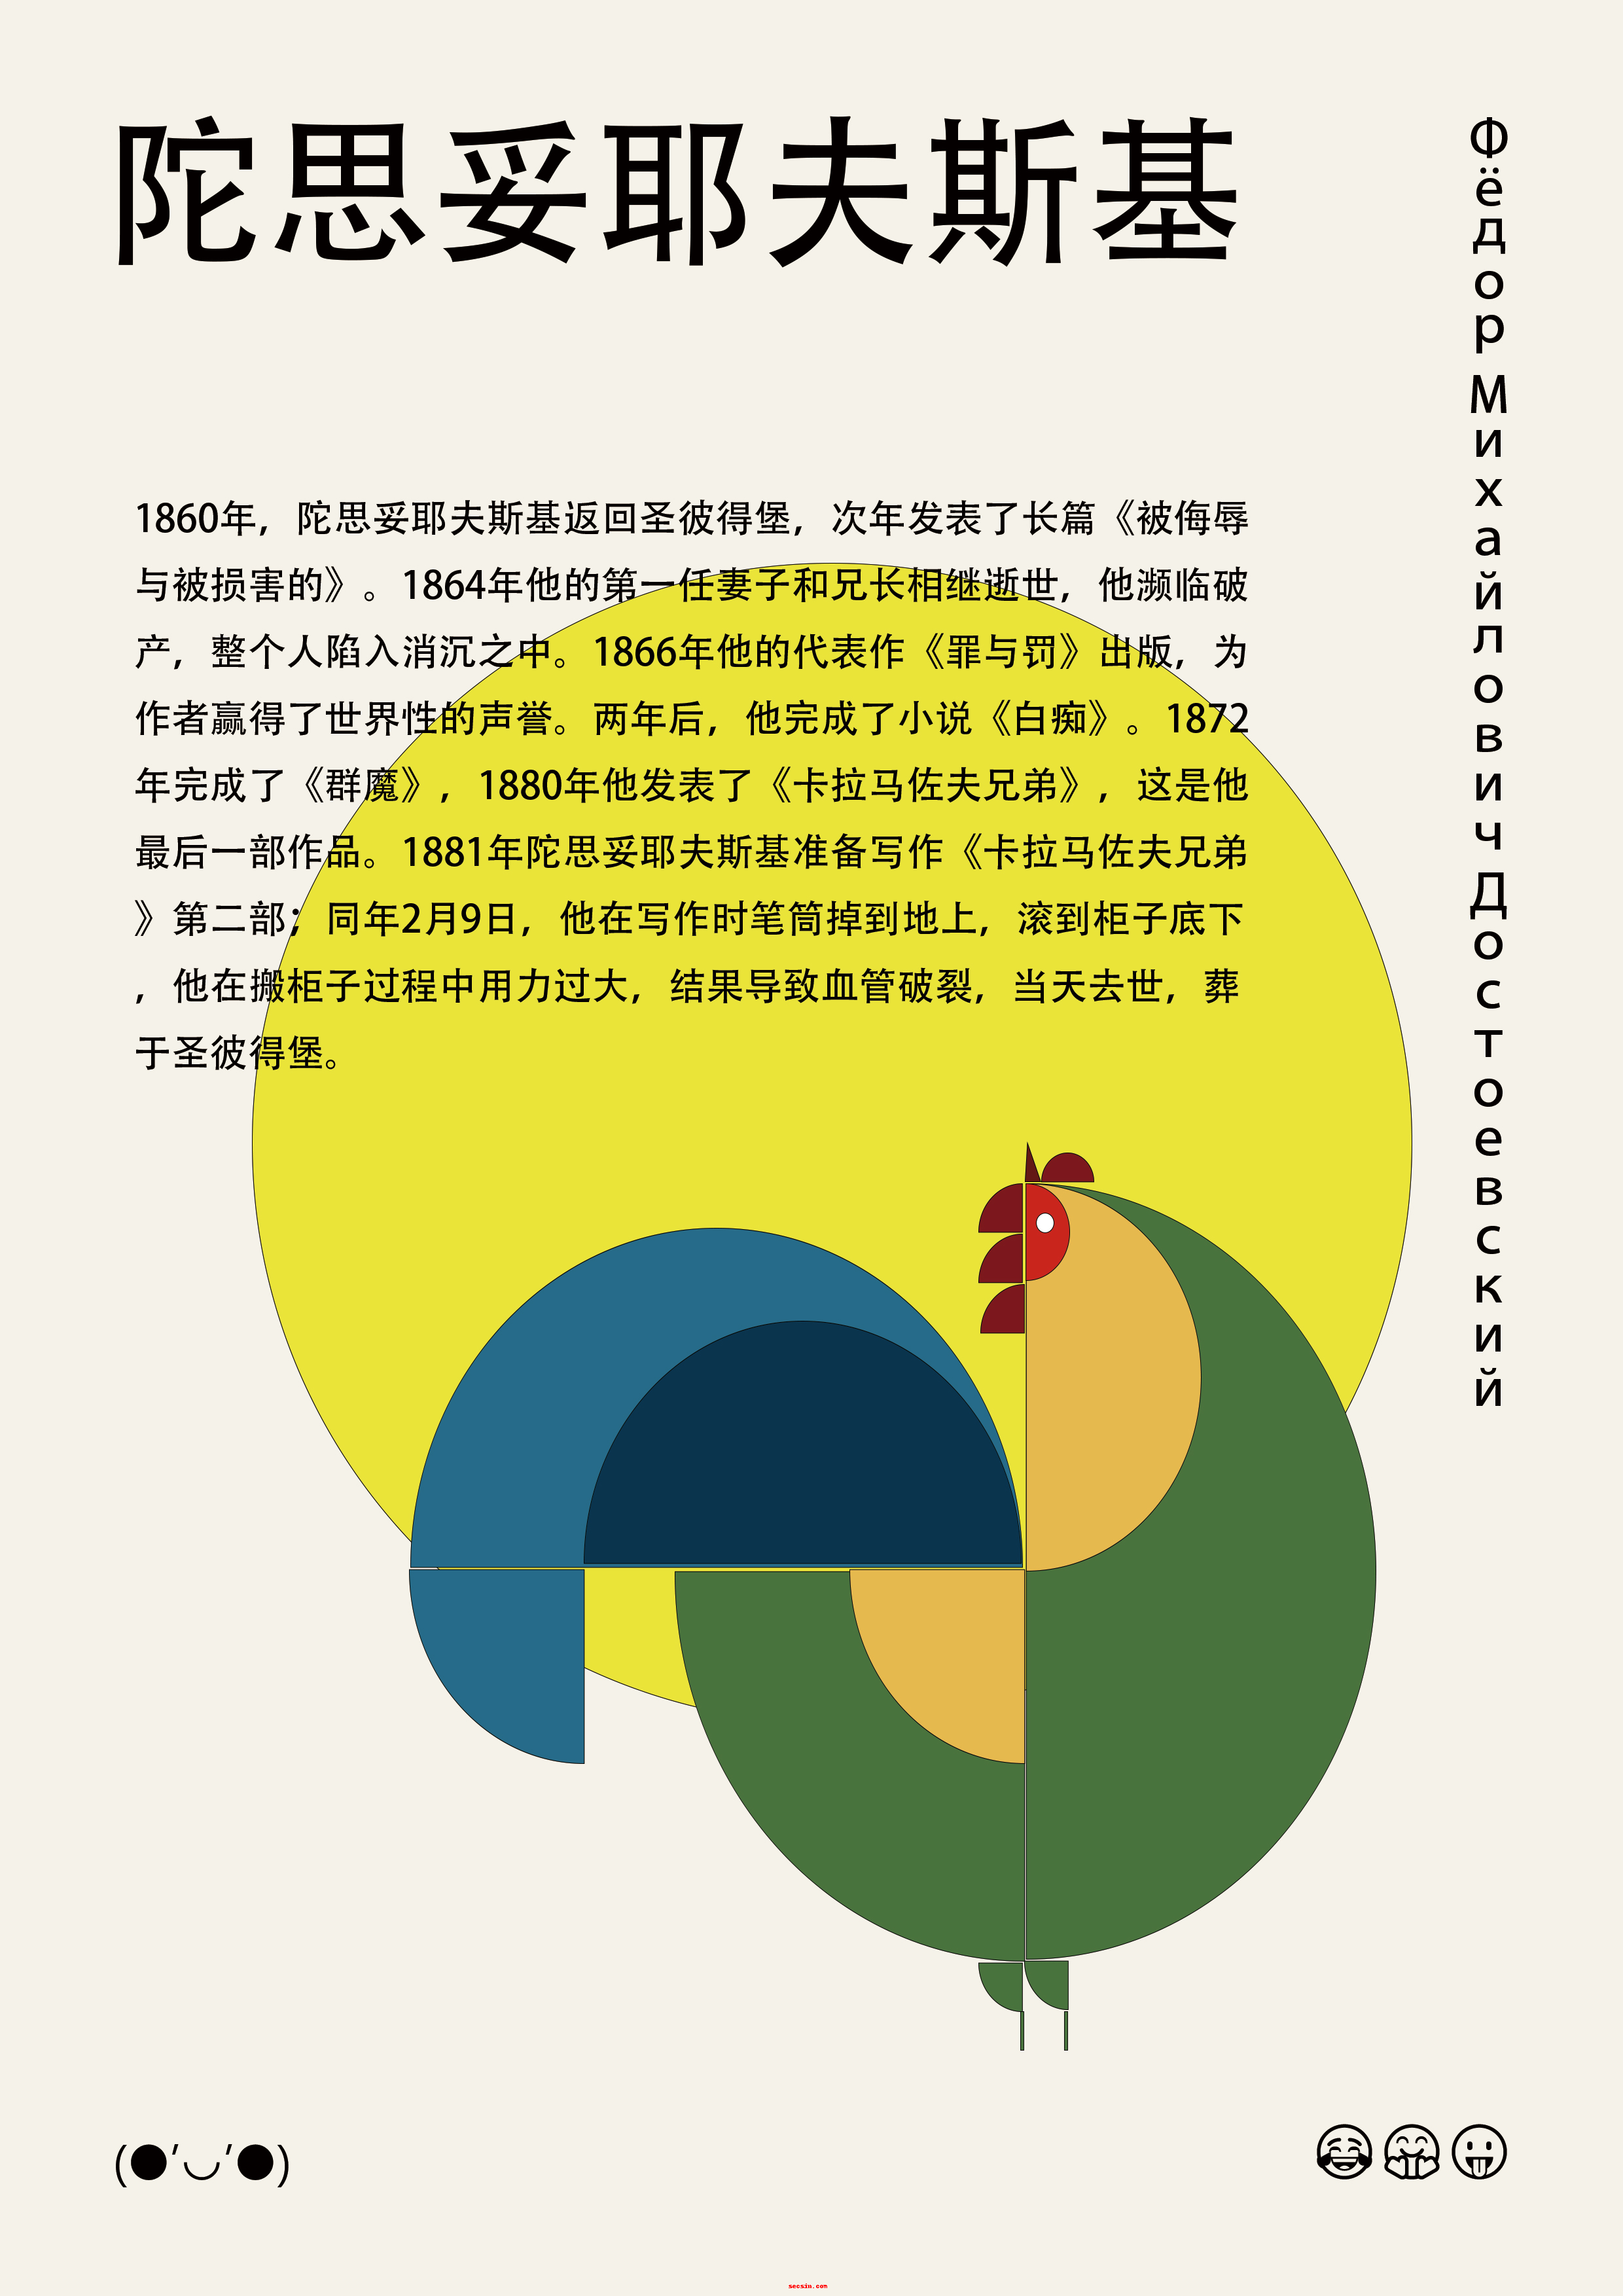 陀思妥耶夫斯基
Фёдор Михайлович Достоевский
1860年，陀思妥耶夫斯基返回圣彼得堡，次年发表了长篇《被侮辱
与被损害的》。1864年他的第一任妻子和兄长相继逝世，他濒临破
产，整个人陷入消沉之中。1866年他的代表作《罪与罚》出版，为
作者赢得了世界性的声誉。两年后，他完成了小说《白痴》。1872
年完成了《群魔》，1880年他发表了《卡拉马佐夫兄弟》，这是他
最后一部作品。1881年陀思妥耶夫斯基准备写作《卡拉马佐夫兄弟
》第二部；同年2月9日，他在写作时笔筒掉到地上，滚到柜子底下
，他在搬柜子过程中用力过大，结果导致血管破裂，当天去世，葬
于圣彼得堡。
(●′◡′●)
😂🤗😛
secsin.com